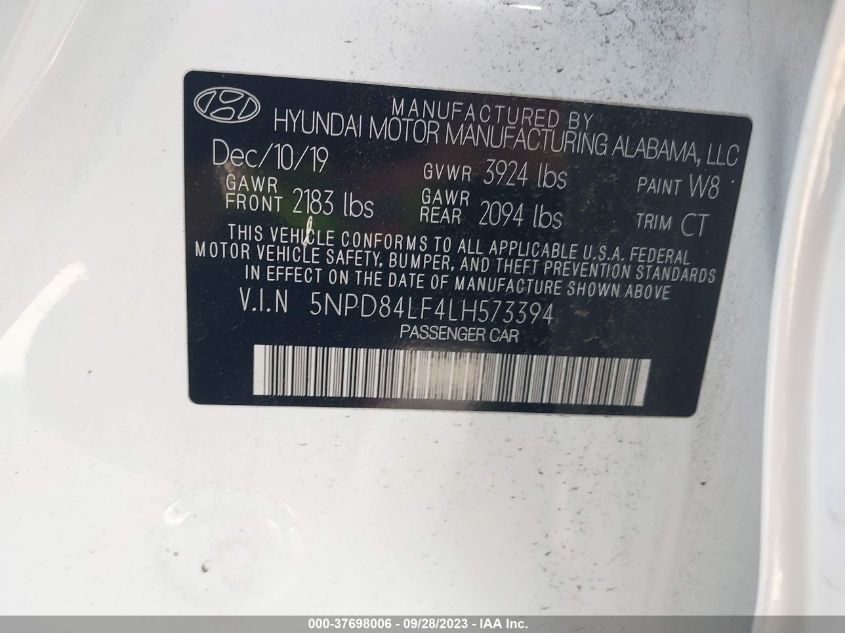 MANUFACTURED BY
HYUNDAI MOTOR MANUFACTURING ALABAMA, LLC
Dec/10/19 GVWR 3924 lbs PAINT W8
GAWR FRONT 2183 lbs GAWR REAR 2094 lbs TRIM CT
THIS VEHICLE CONFORMS TO ALL APPLICABLE U.S.A. FEDERAL
MOTOR VEHICLE SAFETY, BUMPER, AND THEFT PREVENTION STANDARDS
IN EFFECT ON THE DATE OF MANUFACTURE SHOWN ABOVE
V.I.N 5NPD84LF4LH573394
PASSENGER CAR
000-37698006 - 09/28/2023 - IAA Inc.